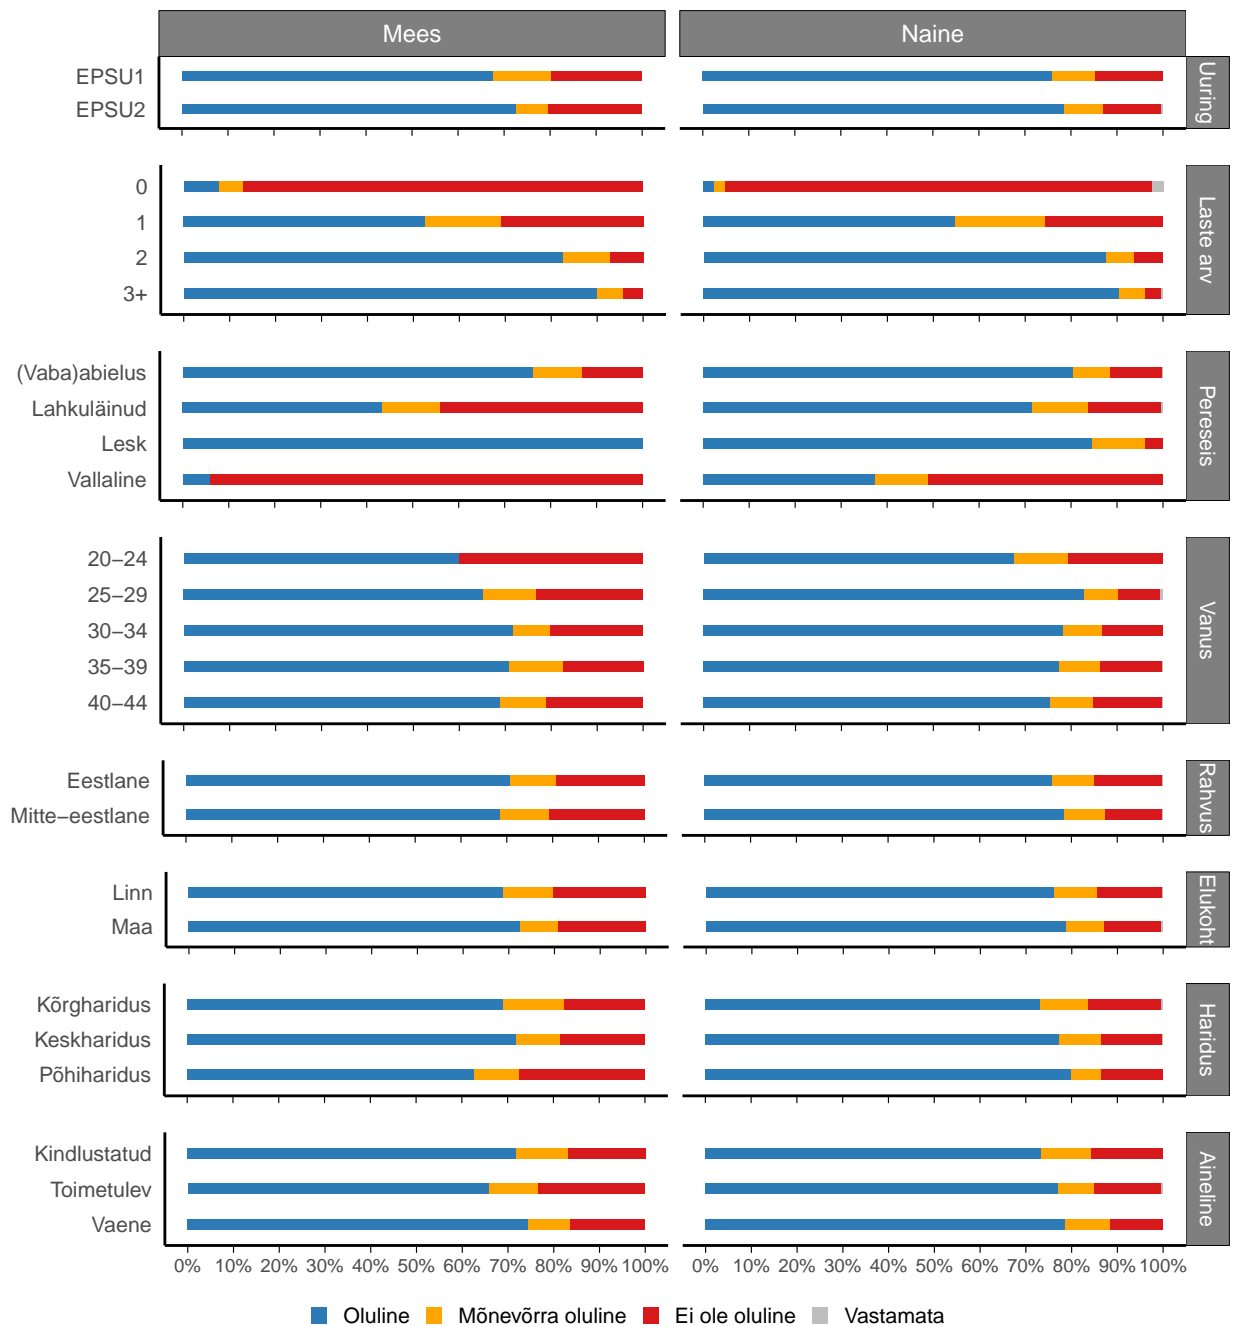 Mees Naine
EPSU1
EPSU2
Uuring
0
1
2
3+
Laste arv
(Vaba)abielus
Lahkuläinud
Lesk
Vallaline
Pereseis
20−24
25−29
30−34
35−39
40−44
Vanus
Eestlane
Mitte−eestlane
Rahvus
Linn
Maa
Elukoht
Kõrgharidus
Keskharidus
Põhiharidus
Haridus
Kindlustatud
Toimetulev
Vaene
Aineline
0% 10% 20% 30% 40% 50% 60% 70% 80% 90% 100% 0% 10% 20% 30% 40% 50% 60% 70% 80% 90% 100%
Oluline Mõnevõrra oluline Ei ole oluline Vastamata